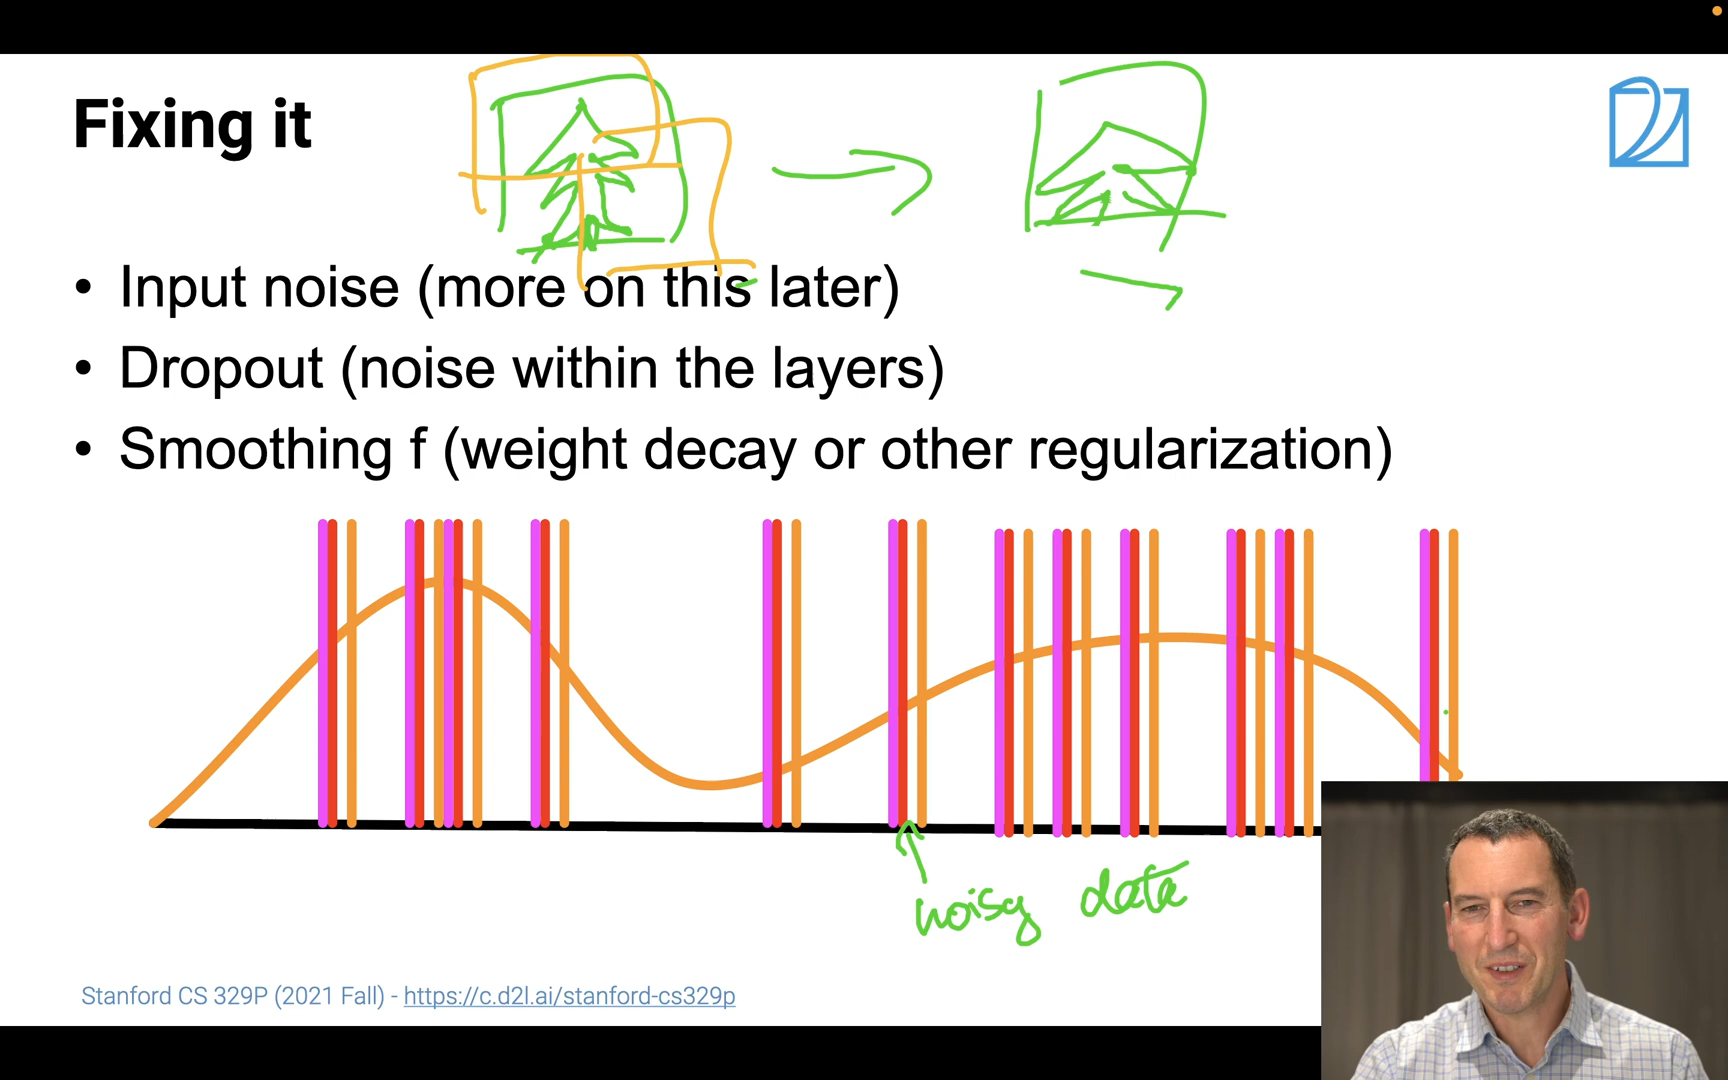 Fixing it
• Input noise (more on this later)
• Dropout (noise within the layers)
• Smoothing f (weight decay or other regularization)
noisy data
Stanford CS 329P (2021 Fall) - https://c.d2l.ai/stanford-cs329p